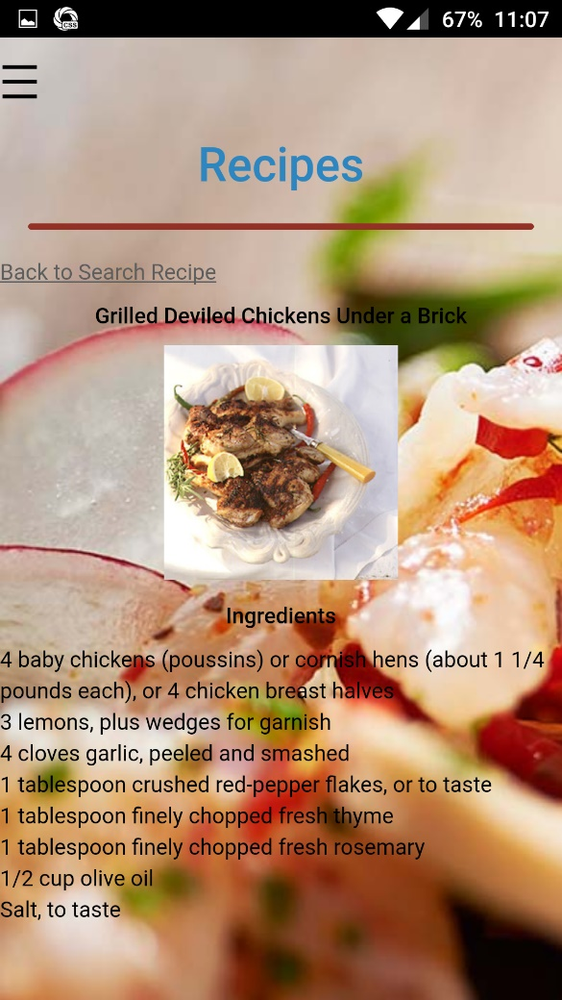 css
67% 11:07
Recipes
Back to Search Recipe
Grilled Deviled Chickens Under a Brick
Ingredients
4 baby chickens (poussins) or cornish hens (about 1 1/4
pounds each), or 4 chicken breast halves
3 lemons, plus wedges for garnish
4 cloves garlic, peeled and smashed
1 tablespoon crushed red-pepper flakes, or to taste
1 tablespoon finely chopped fresh thyme
1 tablespoon finely chopped fresh rosemary
1/2 cup olive oil
Salt, to taste